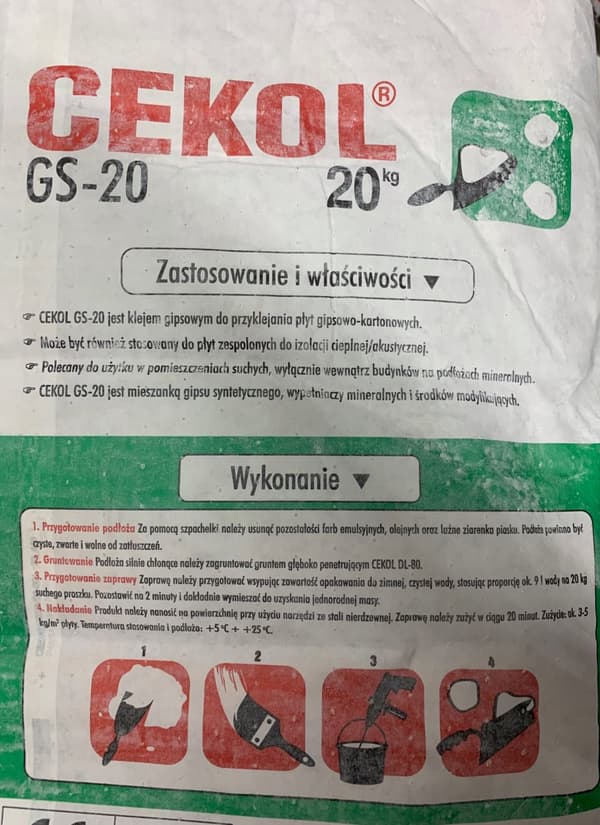 CEKOL®
GS-20 20 kg
Zastosowanie i właściwości ▼
☞ CEKOL GS-20 jest klejem gipsowym do przyklejania płyt gipsowo-kartonowych.
☞ Może być również stosowany do płyt zespolonych do izolacji cieplnej/akustycznej.
☞ Polecany do użytku w pomieszczeniach suchych, wyłącznie wewnątrz budynków na podłożach mineralnych.
☞ CEKOL GS-20 jest mieszanką gipsu syntetycznego, wypełniaczy mineralnych i środków modyfikujących.
Wykonanie ▼
1. Przygotowanie podłoża Za pomocą szpachelki należy usunąć pozostałości farb emulsyjnych, olejnych oraz luźne ziarenka piasku. Podłoże powinno być
czyste, zwarte i wolne od zatłuszczeń.
2. Gruntowanie Podłoża silnie chłonące należy zagruntować gruntem głęboko penetrującym CEKOL DL-80.
3. Przygotowanie zaprawy Zaprawę należy przygotować wsypując zawartość opakowania do zimnej, czystej wody, stosując proporcję ok. 9 l wody na 20 kg
suchego proszku. Pozostawić na 2 minuty i dokładnie wymieszać do uzyskania jednorodnej masy.
4. Nakładanie Produkt należy nanosić na powierzchnię przy użyciu narzędzi ze stali nierdzewnej. Zaprawę należy zużyć w ciągu 20 minut. Zużycie: ok. 3-5
kg/m² płyty. Temperatura stosowania i podłoża: +5°C ÷ +25°C.
1 2 3 4